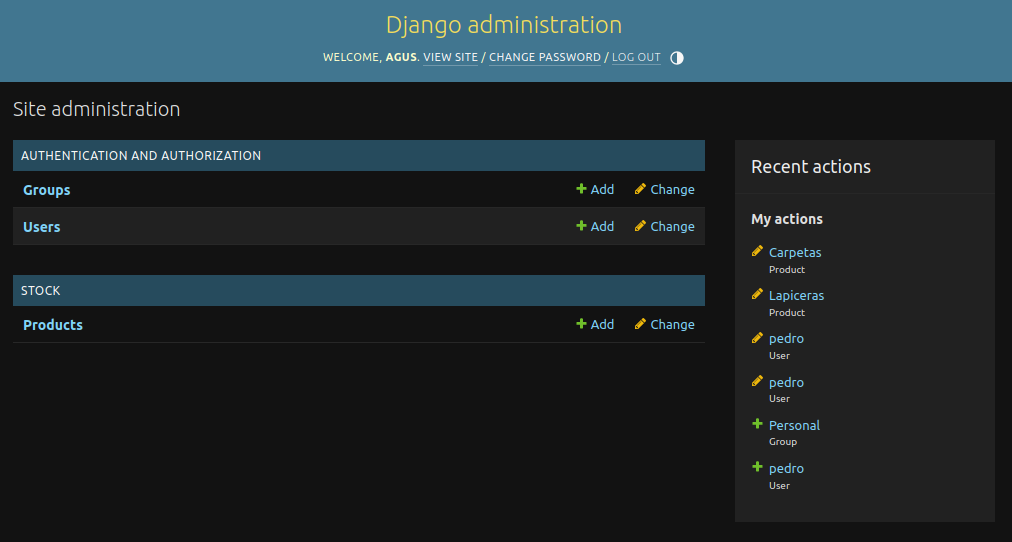 Django administration
WELCOME, AGUS. VIEW SITE / CHANGE PASSWORD / LOG OUT
Site administration
AUTHENTICATION AND AUTHORIZATION
Groups Add Change
Users Add Change
STOCK
Products Add Change
Recent actions
My actions
Carpetas
Product
Lapiceras
Product
pedro
User
pedro
User
Personal
Group
pedro
User